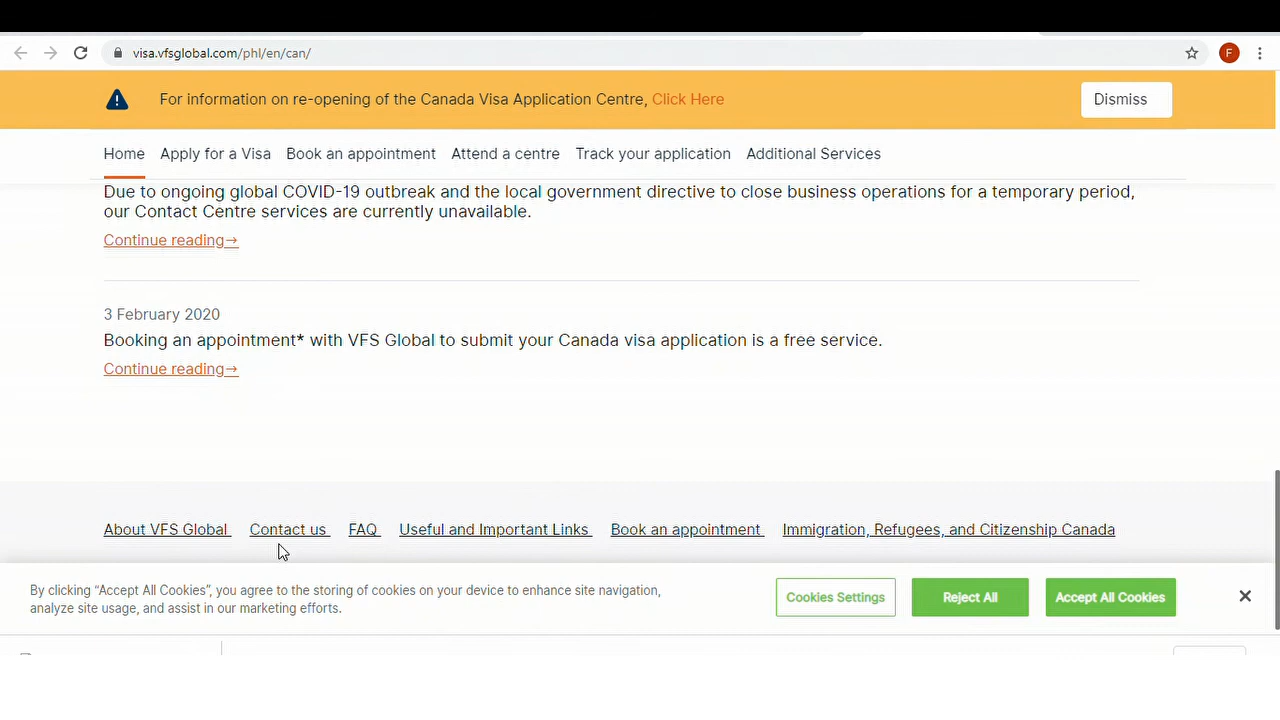 visa.vfsglobal.com/phl/en/can/
F
For information on re-opening of the Canada Visa Application Centre, Click Here
Dismiss
Home Apply for a Visa Book an appointment Attend a centre Track your application Additional Services
Due to ongoing global COVID-19 outbreak and the local government directive to close business operations for a temporary period,
our Contact Centre services are currently unavailable.
Continue reading→
3 February 2020
Booking an appointment* with VFS Global to submit your Canada visa application is a free service.
Continue reading→
About VFS Global Contact us FAQ Useful and Important Links Book an appointment Immigration, Refugees, and Citizenship Canada
By clicking “Accept All Cookies”, you agree to the storing of cookies on your device to enhance site navigation,
analyze site usage, and assist in our marketing efforts.
Cookies Settings Reject All Accept All Cookies